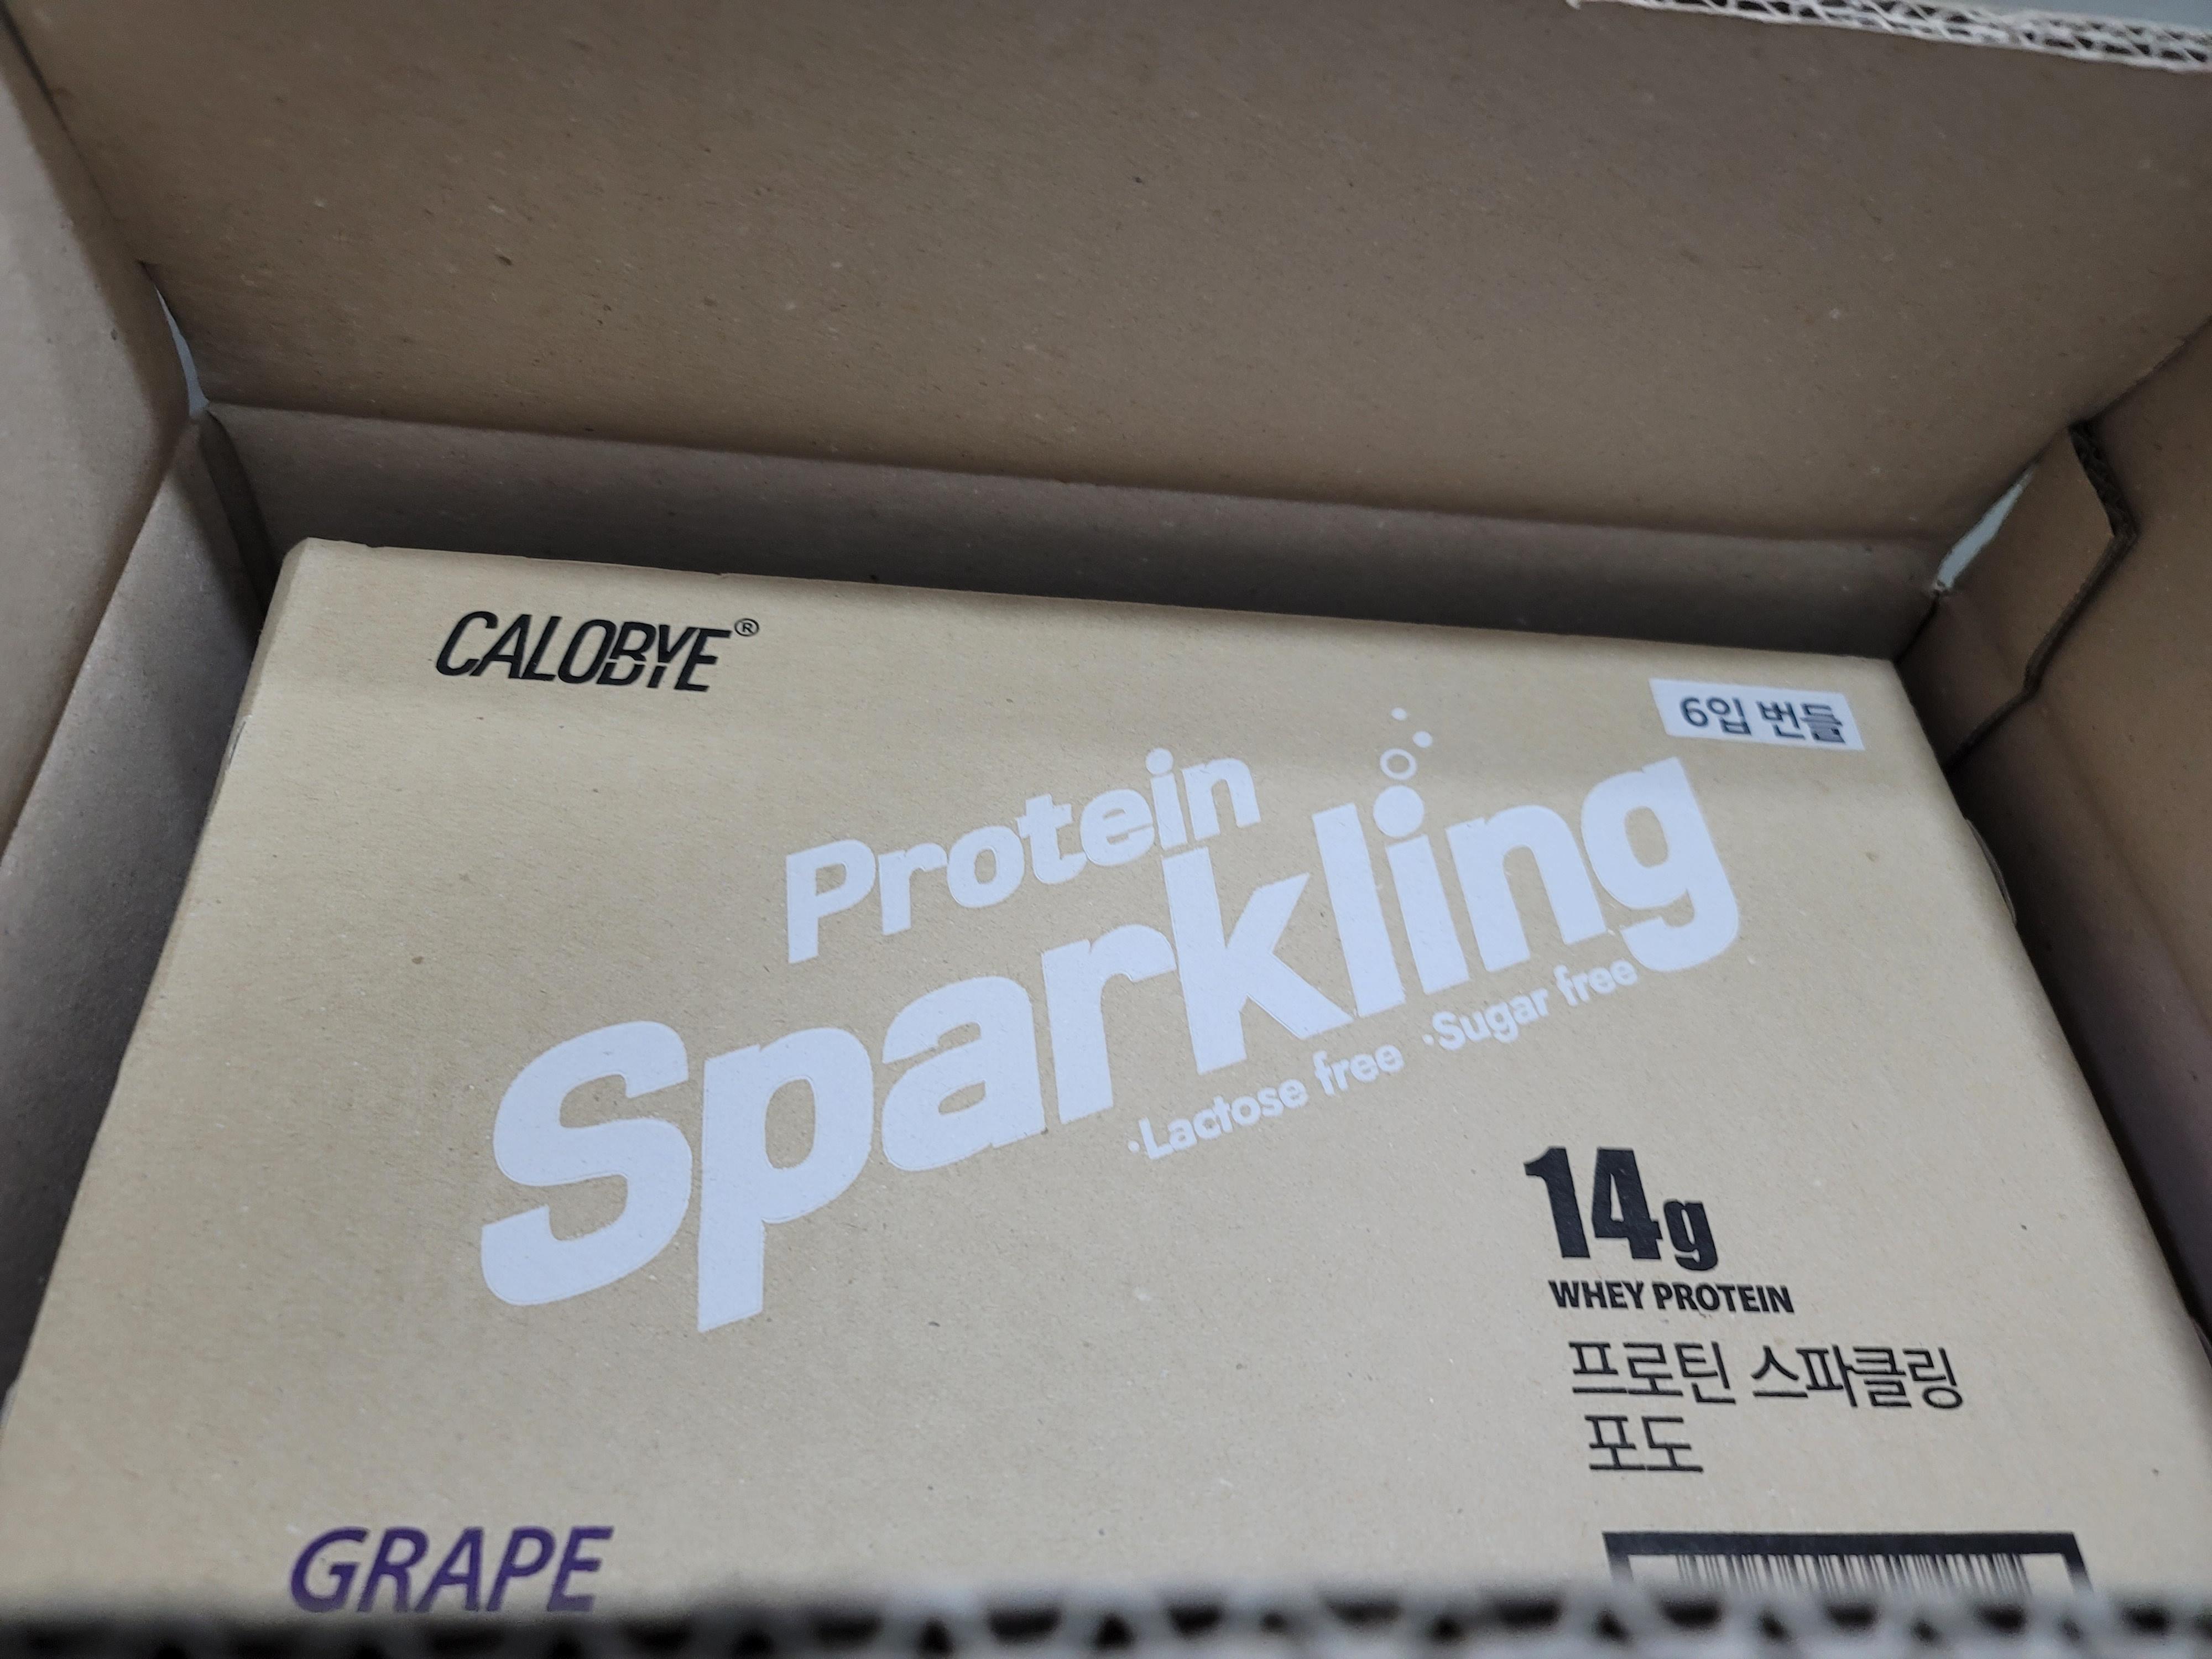 CALOBYE®
6입 번들
Protein
Sparkling
·Lactose free ·Sugar free
14g
WHEY PROTEIN
프로틴 스파클링
포도
GRAPE